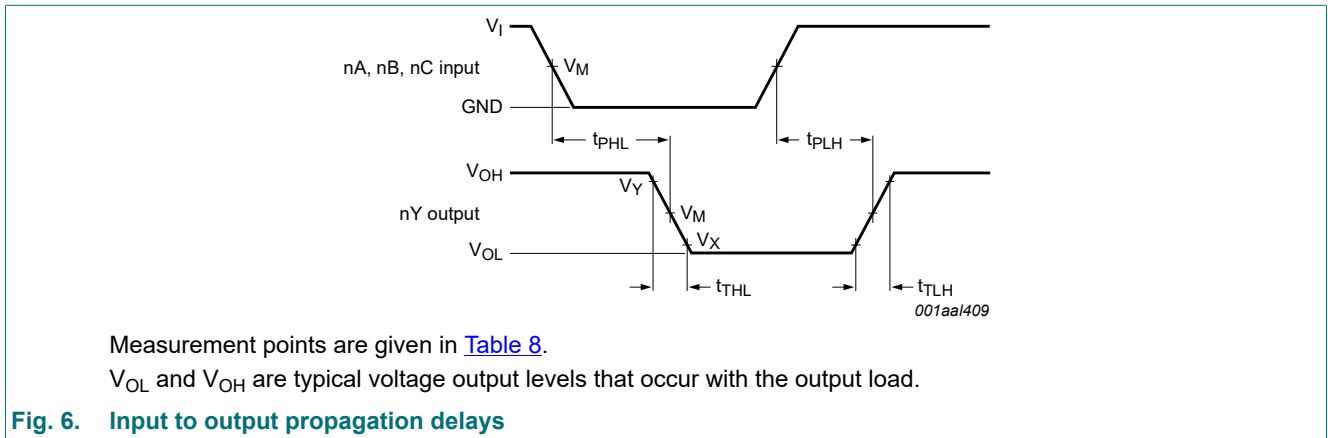 VI
nA, nB, nC input
VM
GND
tPHL
tPLH
VOH
VY
nY output
VM
VX
VOL
tTHL
tTLH
001aal409
Measurement points are given in Table 8.
VOL and VOH are typical voltage output levels that occur with the output load.
Fig. 6. Input to output propagation delays